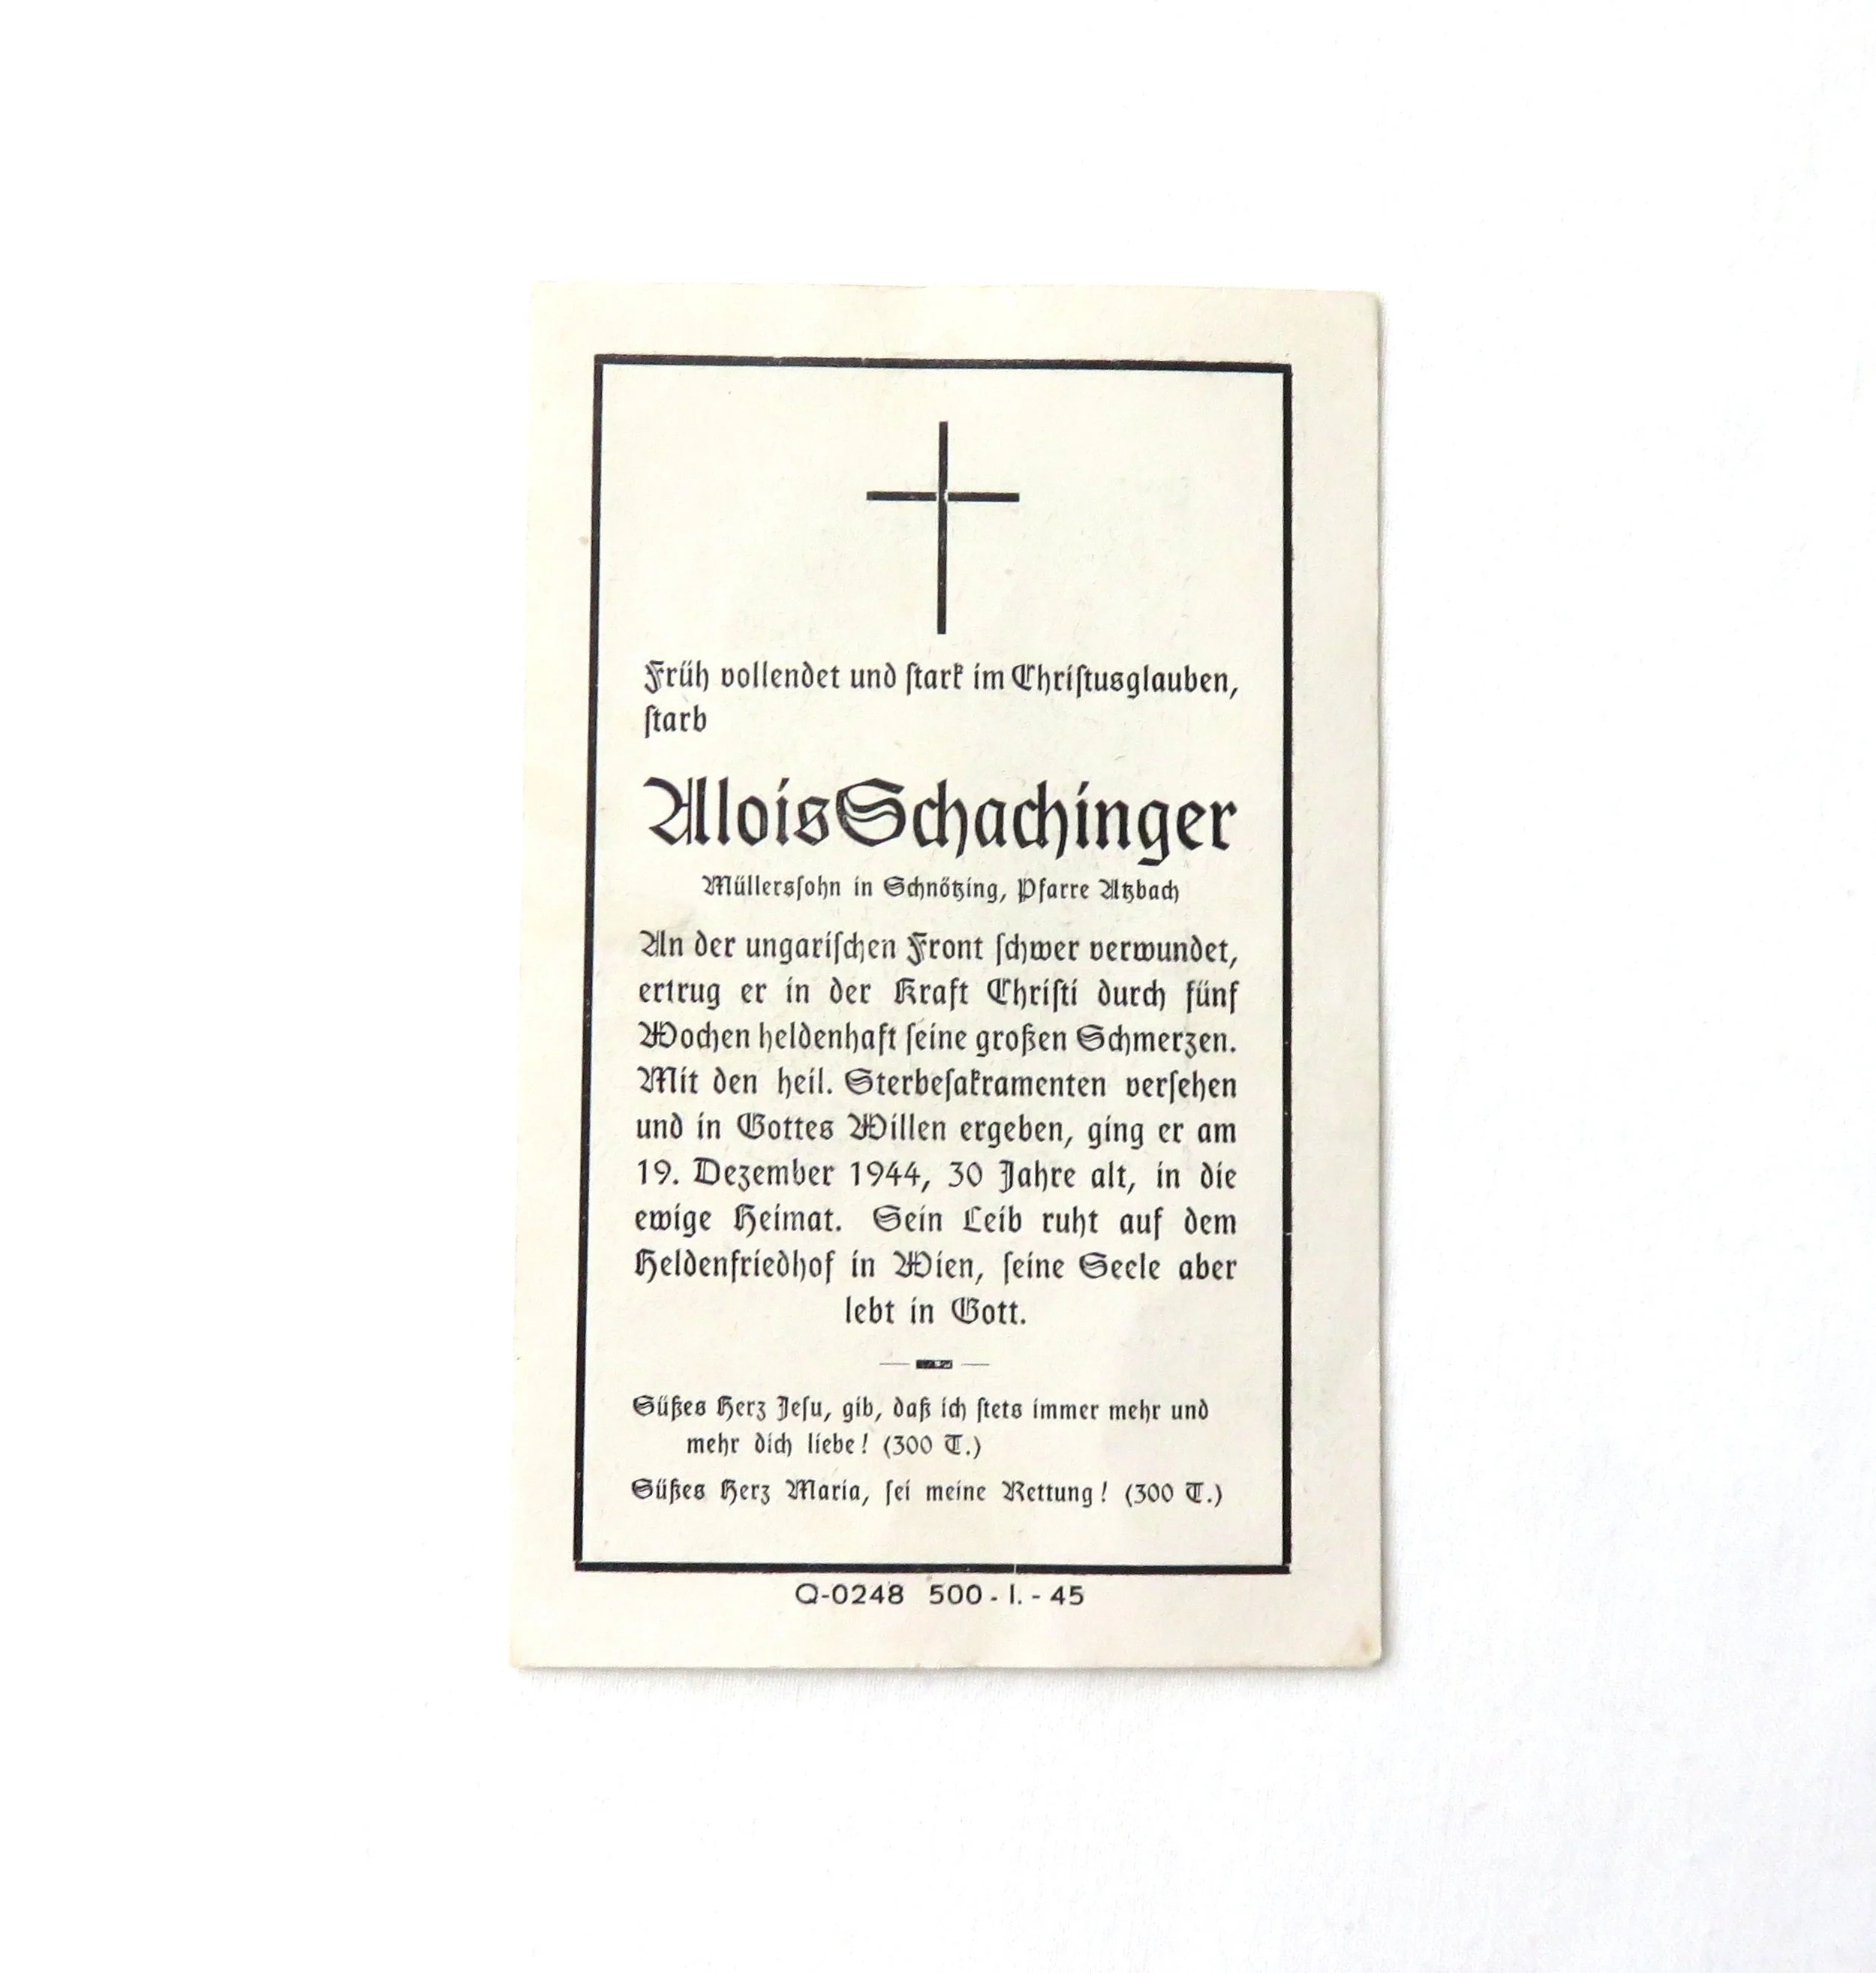 Früh vollendet und ſtark im Chriſtusglauben,
ſtarb
Alois Schachinger
Müllersſohn in Schnötzing, Pfarre Atzbach
An der ungariſchen Front ſchwer verwundet,
ertrug er in der Kraft Chriſti durch fünf
Wochen heldenhaft ſeine großen Schmerzen.
Mit den heil. Sterbeſakramenten verſehen
und in Gottes Willen ergeben, ging er am
19. Dezember 1944, 30 Jahre alt, in die
ewige Heimat. Sein Leib ruht auf dem
Heldenfriedhof in Wien, ſeine Seele aber
lebt in Gott.
Süßes Herz Jeſu, gib, daß ich ſtets immer mehr und
mehr dich liebe! (300 T.)
Süßes Herz Maria, ſei meine Rettung! (300 T.)
Q-0248 500 - I. - 45